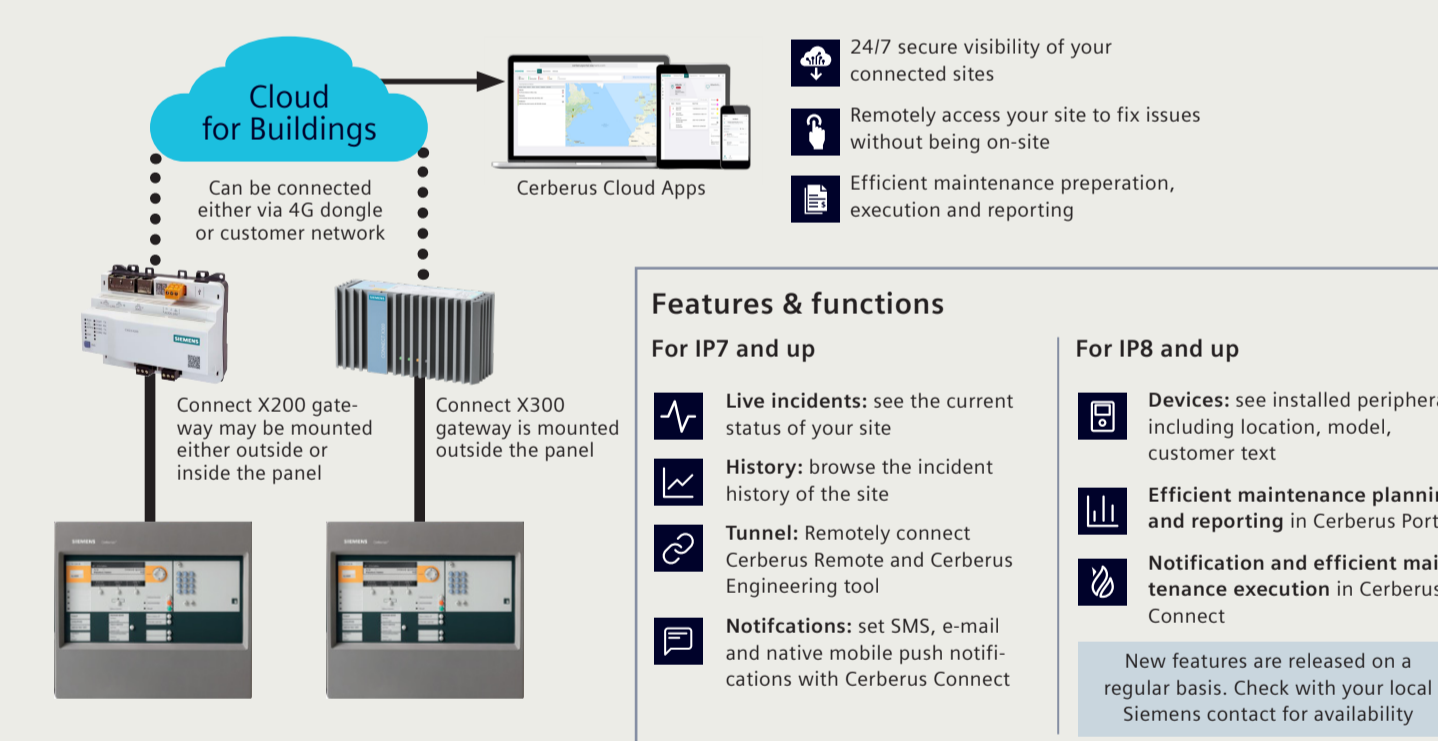 Cloud
for Buildings
Can be connected
either via 4G dongle
or customer network
Cerberus Cloud Apps
24/7 secure visibility of your
connected sites
Remotely access your site to fix issues
without being on-site
Efficient maintenance preperation,
execution and reporting
SIEMENS
SIEMENS
Connect X200 gate-
way may be mounted
either outside or
inside the panel
Connect X300
gateway is mounted
outside the panel
SIEMENS
SIEMENS
Features & functions
For IP7 and up
Live incidents: see the current
status of your site
History: browse the incident
history of the site
Tunnel: Remotely connect
Cerberus Remote and Cerberus
Engineering tool
Notifcations: set SMS, e-mail
and native mobile push notifi-
cations with Cerberus Connect
For IP8 and up
Devices: see installed periphera
including location, model,
customer text
Efficient maintenance plannin
and reporting in Cerberus Port
Notification and efficient mai
tenance execution in Cerberus
Connect
New features are released on a
regular basis. Check with your local
Siemens contact for availability